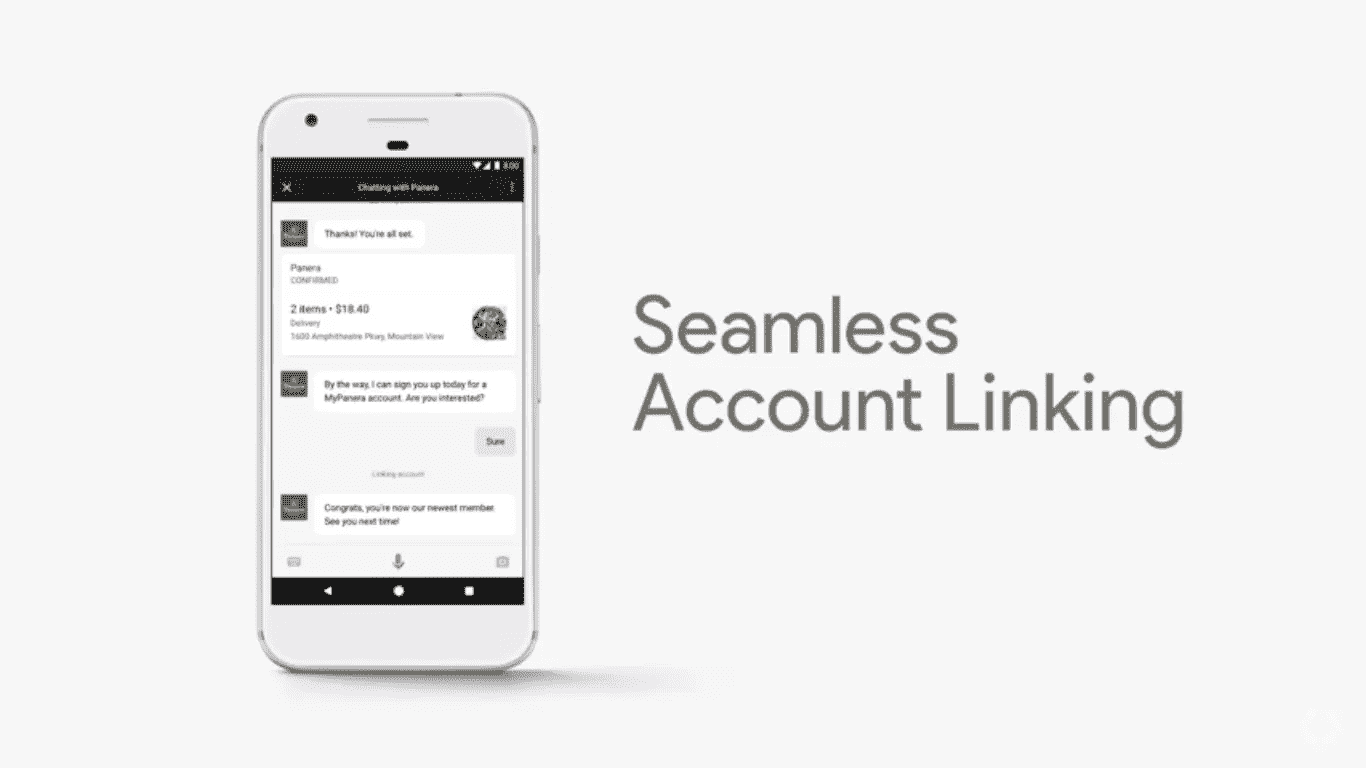 8:00
Chatting with Panera
Thanks! You're all set.
Panera
CONFIRMED
2 items • $18.40
Delivery
1600 Amphitheatre Pkwy, Mountain View
By the way, I can sign you up today for a
MyPanera account. Are you interested?
Sure
Linking account
Congrats, you're now our newest member.
See you next time!
Seamless
Account Linking